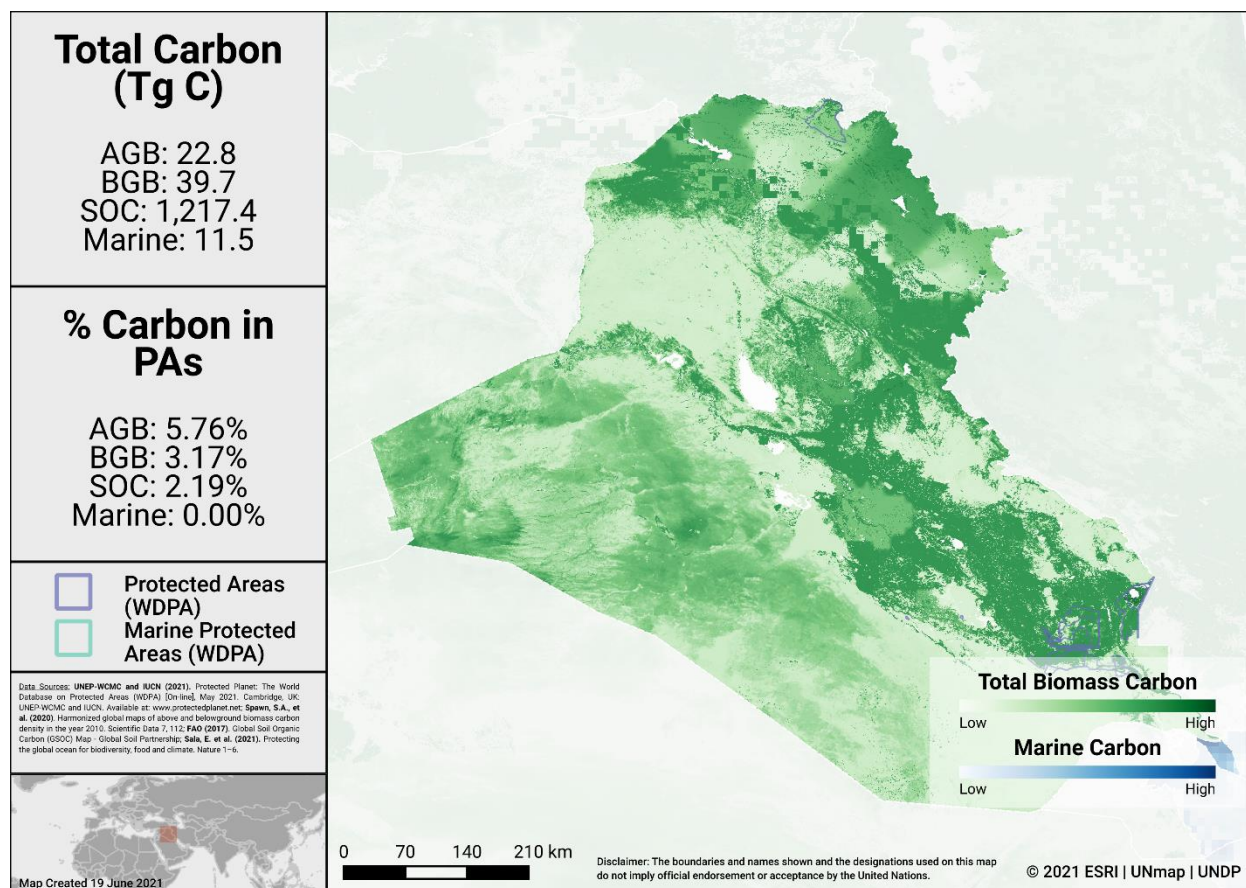 Total Carbon
(Tg C)
AGB: 22.8
BGB: 39.7
SOC: 1,217.4
Marine: 11.5
% Carbon in
PAs
AGB: 5.76%
BGB: 3.17%
SOC: 2.19%
Marine: 0.00%
Protected Areas
(WDPA)
Marine Protected
Areas (WDPA)
Data Sources: UNEP-WCMC and IUCN (2021). Protected Planet: The World
Database on Protected Areas (WDPA) [On-line], May 2021. Cambridge, UK:
UNEP-WCMC and IUCN. Available at: www.protectedplanet.net; Spawn, S.A., et
al. (2020). Harmonized global maps of above and belowground biomass carbon
density in the year 2010. Scientific Data 7, 112; FAO (2017). Global Soil Organic
Carbon (GSOC) Map - Global Soil Partnership; Sala, E. et al. (2021). Protecting
the global ocean for biodiversity, food and climate. Nature 1–6.
Map Created 19 June 2021
Total Biomass Carbon
Low High
Marine Carbon
Low High
0 70 140 210 km
Disclaimer: The boundaries and names shown and the designations used on this map
do not imply official endorsement or acceptance by the United Nations.
© 2021 ESRI | UNmap | UNDP